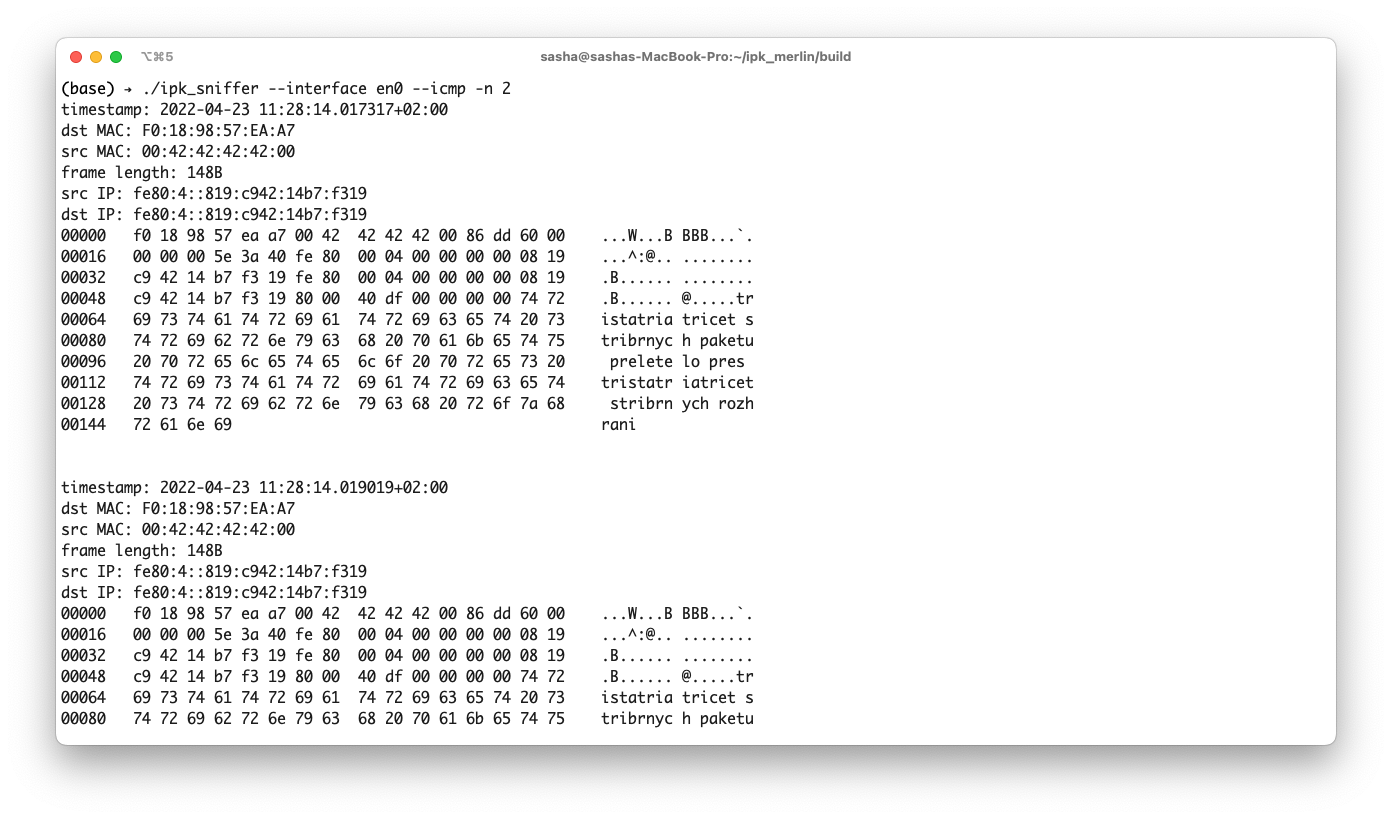 ⌥⌘5
sasha@sashas-MacBook-Pro:~/ipk_merlin/build
(base) → ./ipk_sniffer --interface en0 --icmp -n 2
timestamp: 2022-04-23 11:28:14.017317+02:00
dst MAC: F0:18:98:57:EA:A7
src MAC: 00:42:42:42:42:00
frame length: 148B
src IP: fe80:4::819:c942:14b7:f319
dst IP: fe80:4::819:c942:14b7:f319
00000   f0 18 98 57 ea a7 00 42  42 42 42 00 86 dd 60 00    ...W...B BBB...`.
00016   00 00 00 5e 3a 40 fe 80  00 04 00 00 00 00 08 19    ...^:@.. ........
00032   c9 42 14 b7 f3 19 fe 80  00 04 00 00 00 00 08 19    .B...... ........
00048   c9 42 14 b7 f3 19 80 00  40 df 00 00 00 00 74 72    .B...... @.....tr
00064   69 73 74 61 74 72 69 61  74 72 69 63 65 74 20 73    istatria tricet s
00080   74 72 69 62 72 6e 79 63  68 20 70 61 6b 65 74 75    tribrnyc h paketu
00096   20 70 72 65 6c 65 74 65  6c 6f 20 70 72 65 73 20     prelete lo pres
00112   74 72 69 73 74 61 74 72  69 61 74 72 69 63 65 74    tristatr iatricet
00128   20 73 74 72 69 62 72 6e  79 63 68 20 72 6f 7a 68     stribrn ych rozh
00144   72 61 6e 69                                         rani
timestamp: 2022-04-23 11:28:14.019019+02:00
dst MAC: F0:18:98:57:EA:A7
src MAC: 00:42:42:42:42:00
frame length: 148B
src IP: fe80:4::819:c942:14b7:f319
dst IP: fe80:4::819:c942:14b7:f319
00000   f0 18 98 57 ea a7 00 42  42 42 42 00 86 dd 60 00    ...W...B BBB...`.
00016   00 00 00 5e 3a 40 fe 80  00 04 00 00 00 00 08 19    ...^:@.. ........
00032   c9 42 14 b7 f3 19 fe 80  00 04 00 00 00 00 08 19    .B...... ........
00048   c9 42 14 b7 f3 19 80 00  40 df 00 00 00 00 74 72    .B...... @.....tr
00064   69 73 74 61 74 72 69 61  74 72 69 63 65 74 20 73    istatria tricet s
00080   74 72 69 62 72 6e 79 63  68 20 70 61 6b 65 74 75    tribrnyc h paketu